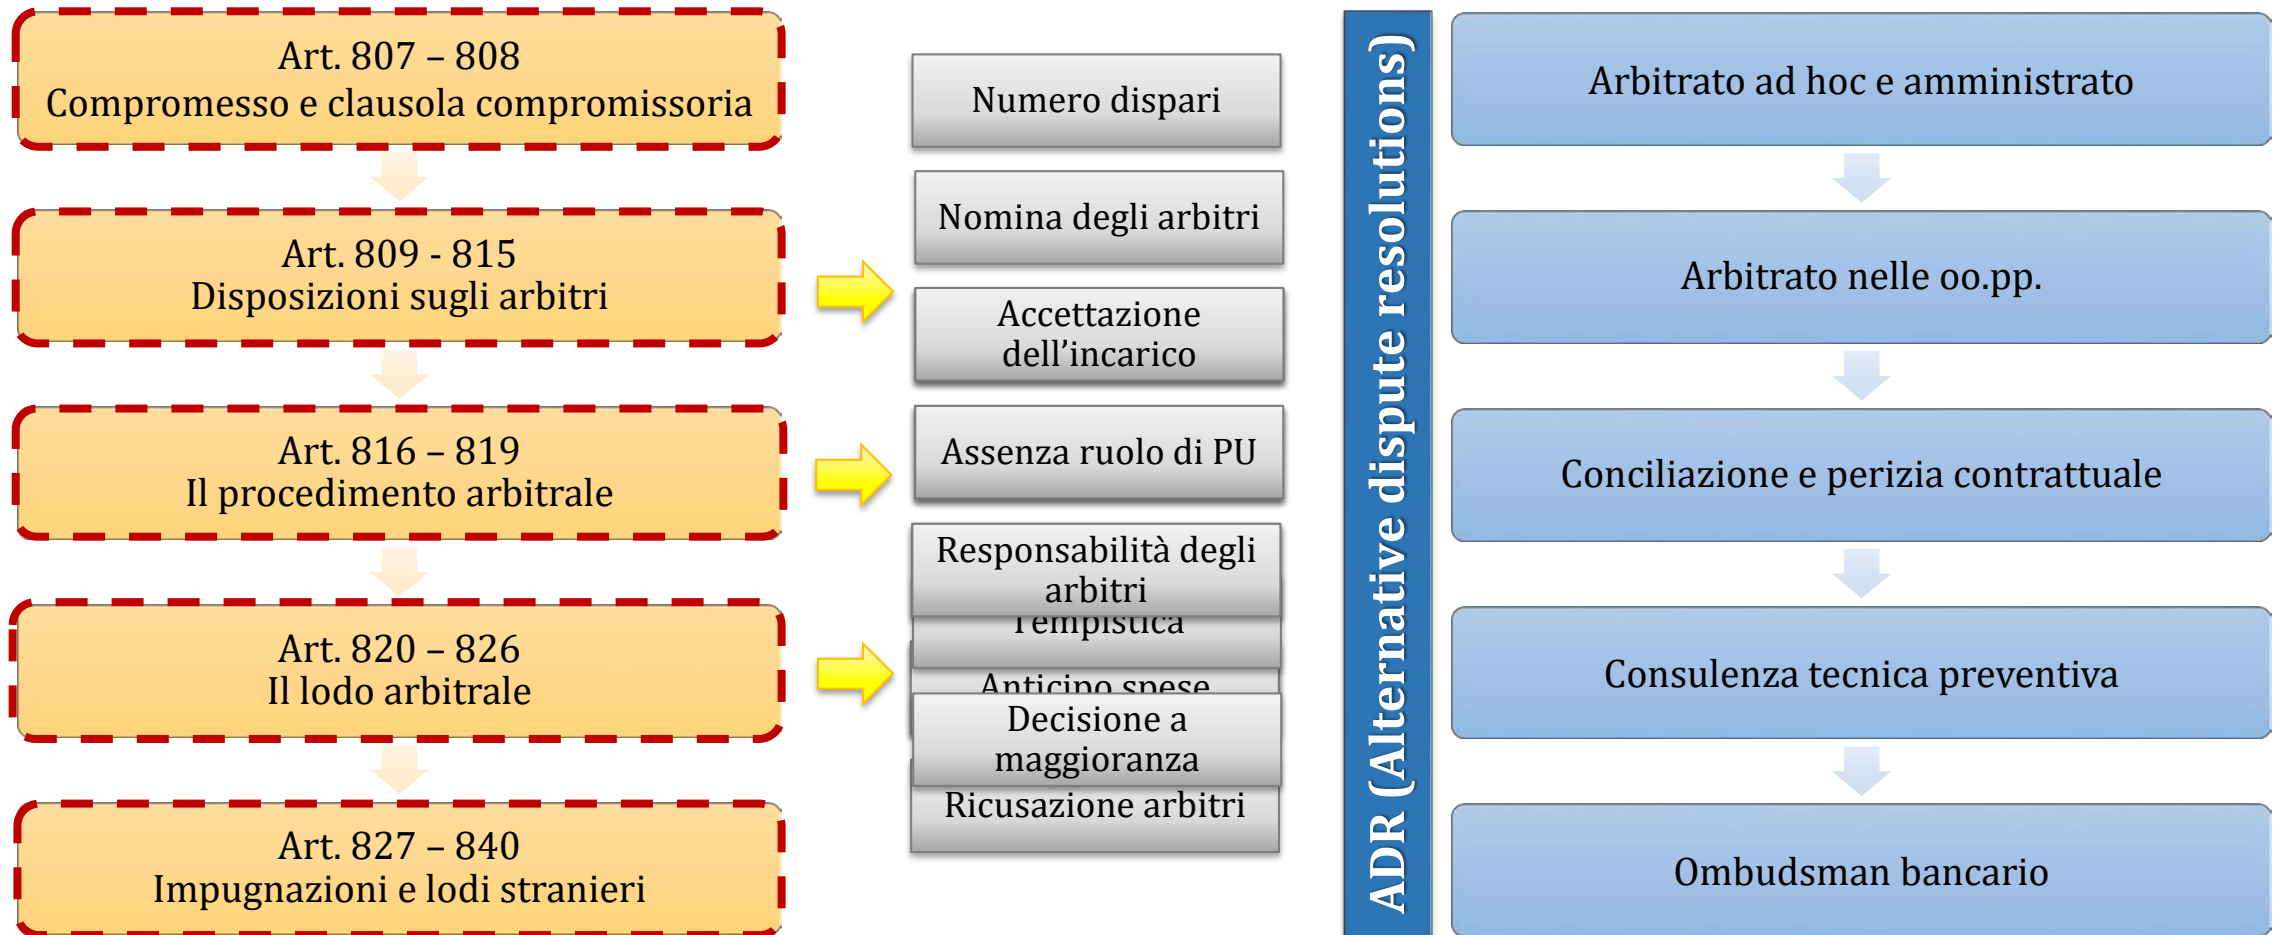 Art. 807 – 808
Compromesso e clausola compromissoria
Art. 809 - 815
Disposizioni sugli arbitri
Art. 816 – 819
Il procedimento arbitrale
Art. 820 – 826
Il lodo arbitrale
Art. 827 – 840
Impugnazioni e lodi stranieri
Numero dispari
Nomina degli arbitri
Accettazione
dell’incarico
Assenza ruolo di PU
Responsabilità degli
arbitri
Tempistica
Anticipo spese
Decisione a
maggioranza
Ricusazione arbitri
ADR (Alternative dispute resolutions)
Arbitrato ad hoc e amministrato
Arbitrato nelle oo.pp.
Conciliazione e perizia contrattuale
Consulenza tecnica preventiva
Ombudsman bancario